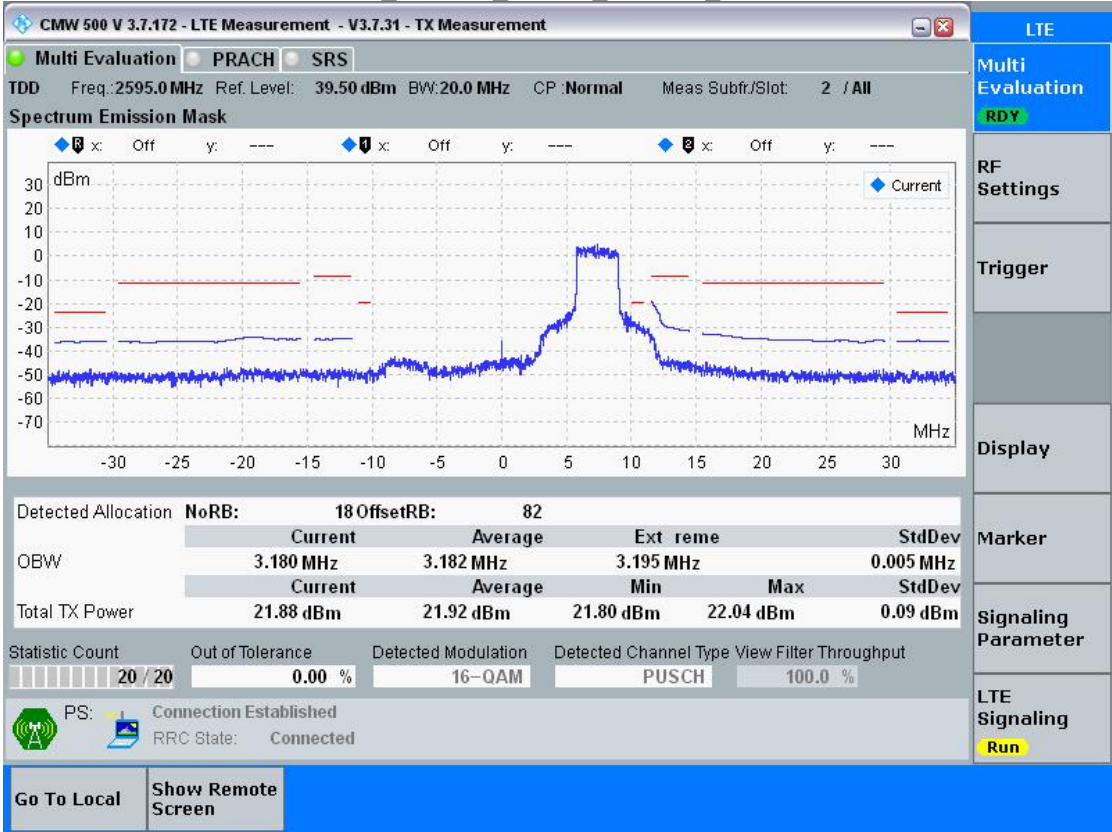 CMW 500 V 3.7.172 - LTE Measurement - V3.7.31 - TX Measurement
LTE
Multi Evaluation PRACH SRS
TDD Freq.:2595.0 MHz Ref. Level: 39.50 dBm BW:20.0 MHz CP :Normal Meas Subfr./Slot: 2 / All
Spectrum Emission Mask
R x: Off y: --- 1 x: Off y: --- 2 x: Off y: ---
dBm
Current
30
20
10
0
-10
-20
-30
-40
-50
-60
-70
MHz
-30 -25 -20 -15 -10 -5 0 5 10 15 20 25 30
Detected Allocation NoRB: 18 OffsetRB: 82
Current Average Ext reme StdDev
OBW 3.180 MHz 3.182 MHz 3.195 MHz 0.005 MHz
Current Average Min Max StdDev
Total TX Power 21.88 dBm 21.92 dBm 21.80 dBm 22.04 dBm 0.09 dBm
Statistic Count Out of Tolerance Detected Modulation Detected Channel Type View Filter Throughput
20 / 20 0.00 % 16-QAM PUSCH 100.0 %
PS: Connection Established
RRC State: Connected
Multi
Evaluation
RDY
RF
Settings
Trigger
Display
Marker
Signaling
Parameter
LTE
Signaling
Run
Go To Local
Show Remote
Screen